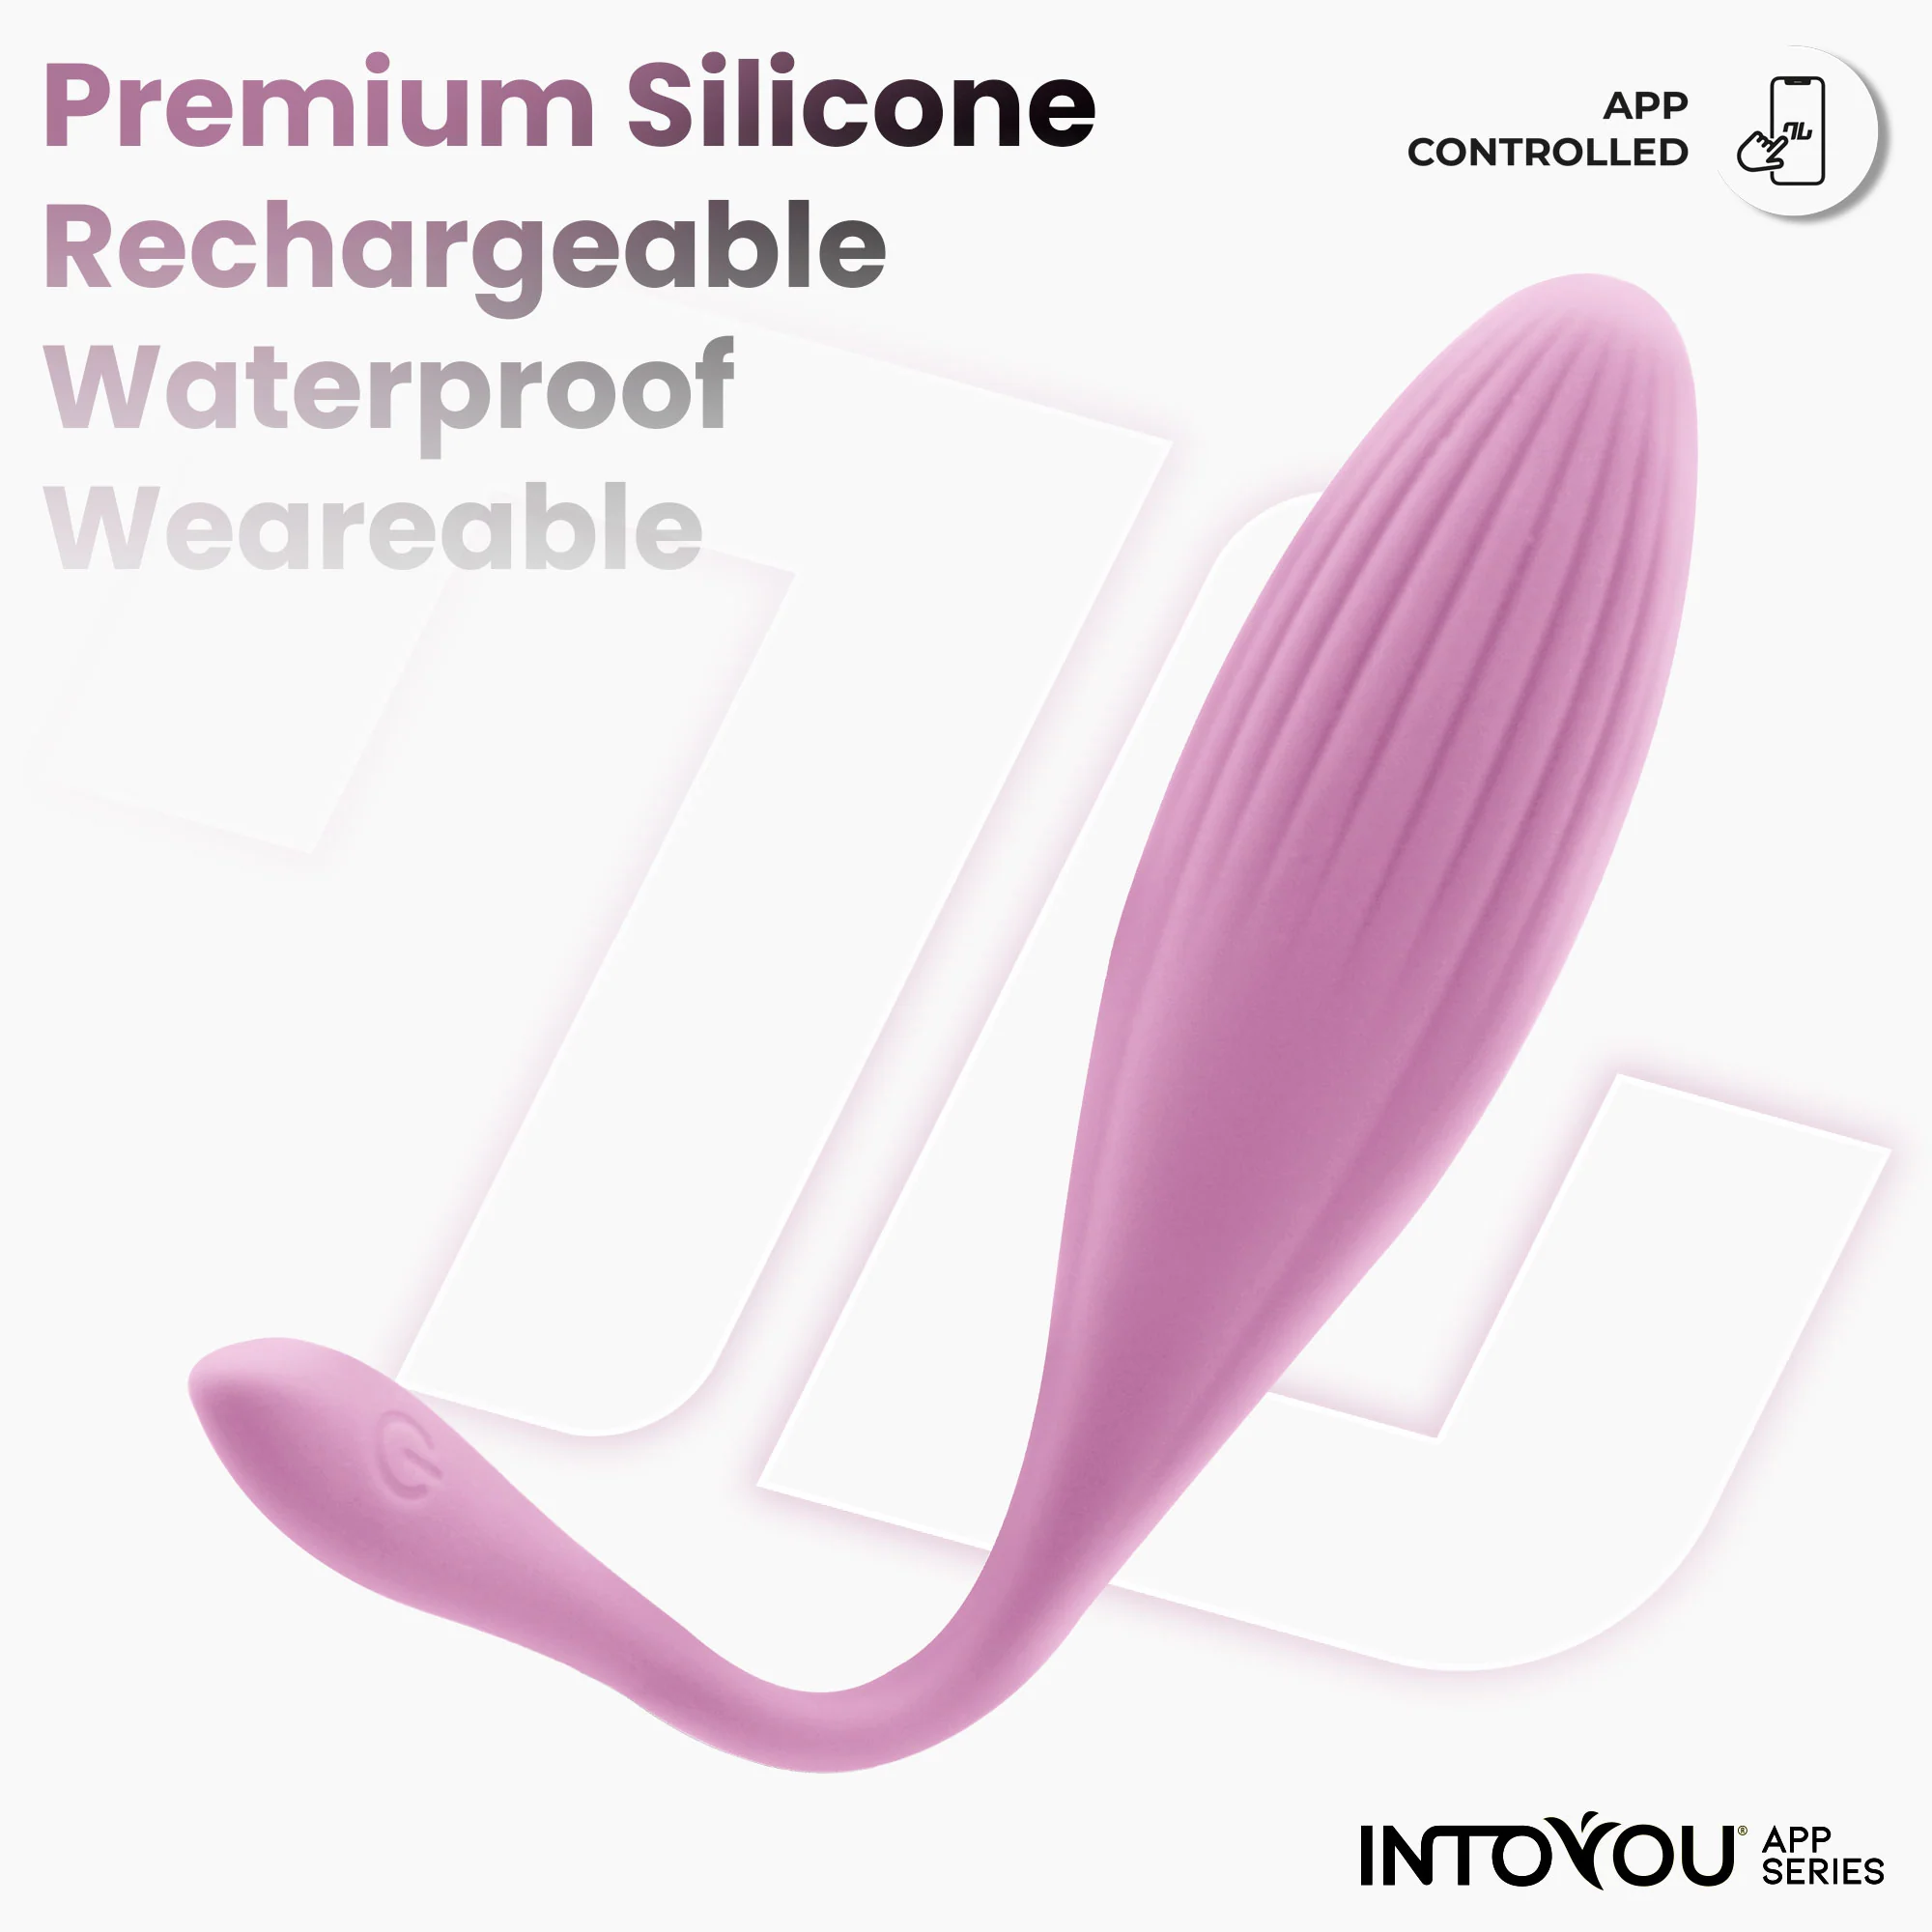 Premium Silicone
Rechargeable
Waterproof
Weareable
APP
CONTROLLED
INTOYOU® APP
SERIES